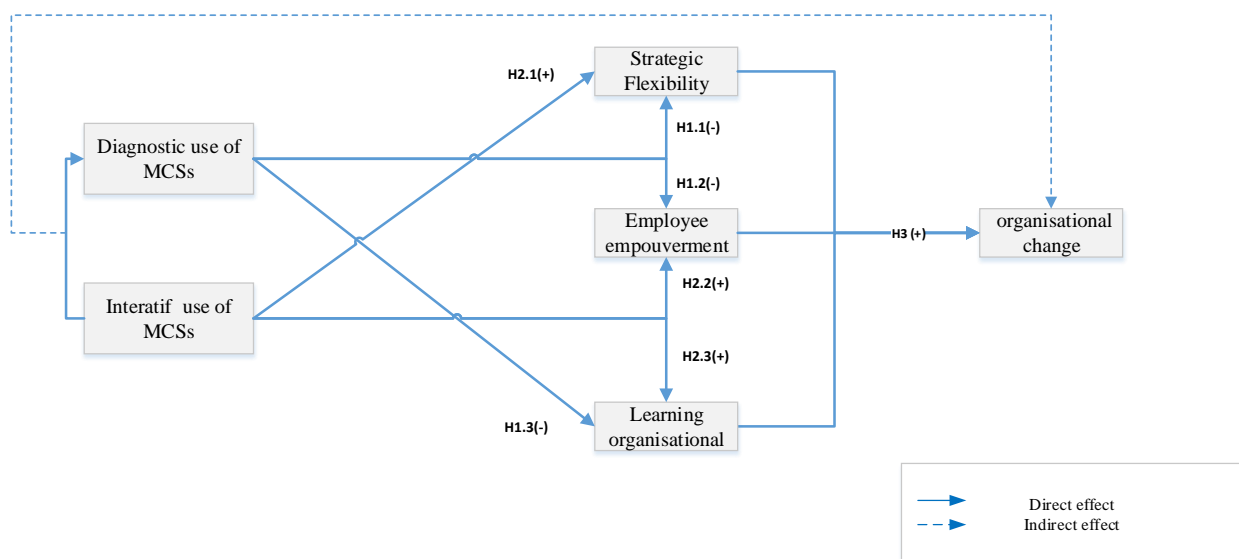 H2.1(+)
Strategic
Flexibility
Diagnostic use of
MCSs
H1.1(-)
H1.2(-)
Employee
empouverment
organisational
change
H3 (+)
Interatif  use of
MCSs
H2.2(+)
H2.3(+)
H1.3(-)
Learning
organisational
Direct effect
Indirect effect